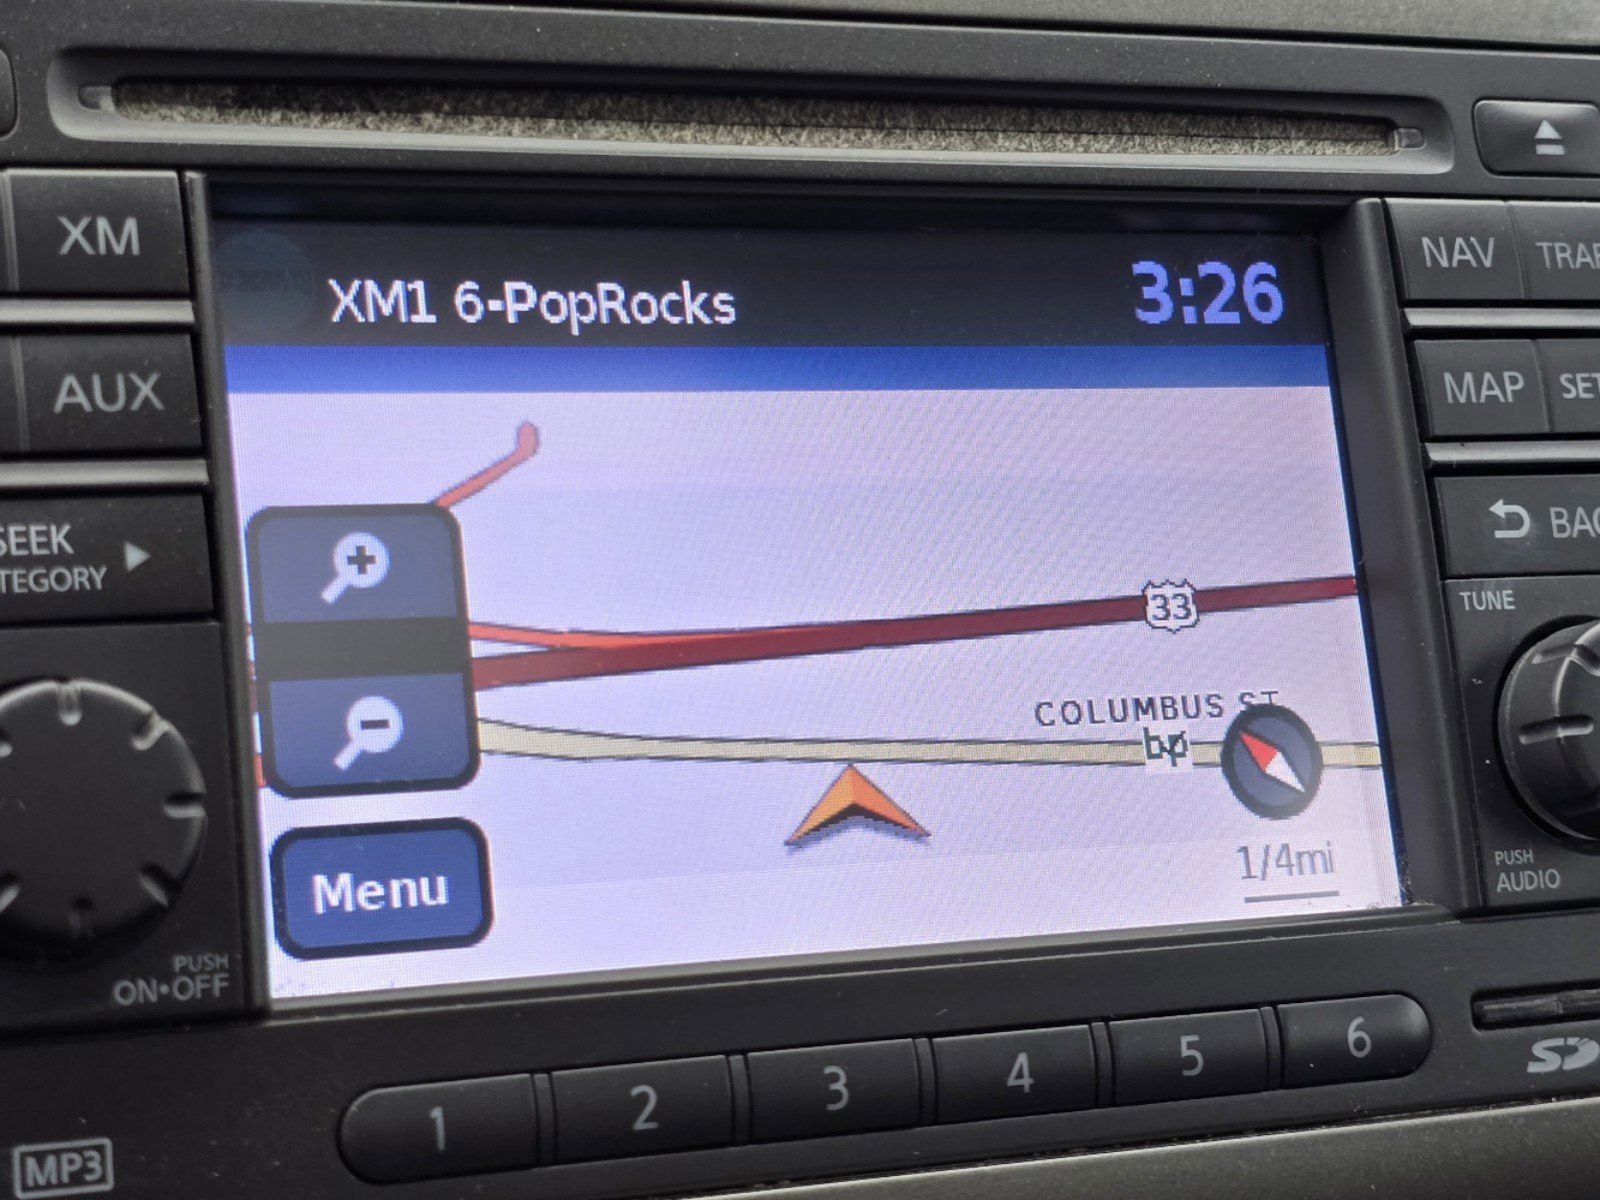 XM
XM1 6-PopRocks
3:26
NAV
AUX
MAP
SEEK
33
TUNE
COLUMBUS ST
bp
1/4mi
Menu
PUSH
AUDIO
PUSH
ON•OFF
1
2
3
4
5
6
MP3